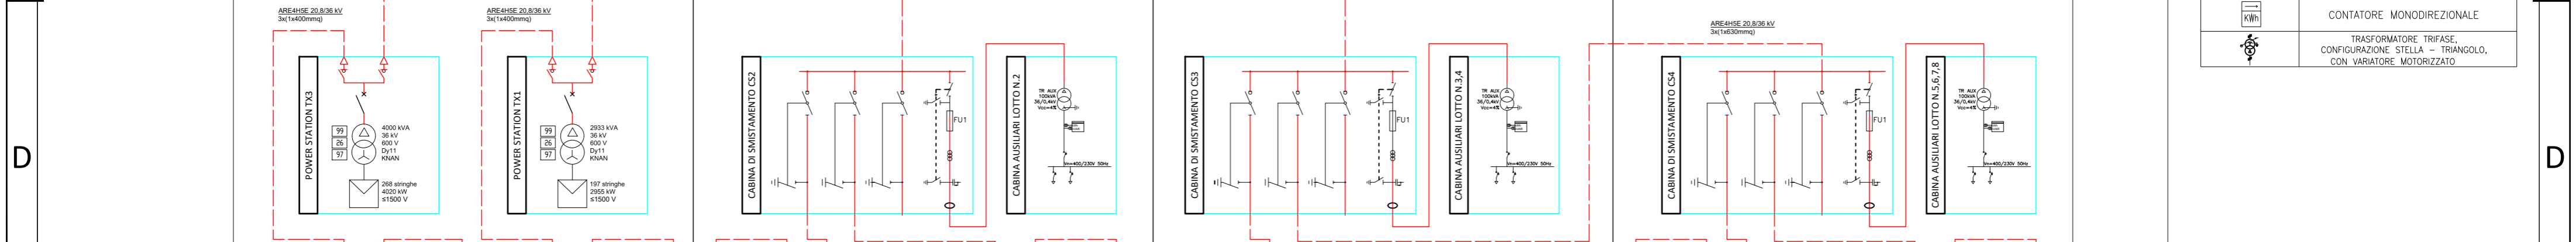 D
ARE4H5E 20,8/36 kV
3x(1x400mmq)
POWER STATION TX3
99
26
97
4000 kVA
36 kV
600 V
Dy11
KNAN
268 stringhe
4020 kW
≤1500 V
ARE4H5E 20,8/36 kV
3x(1x400mmq)
POWER STATION TX1
99
26
97
2933 kVA
36 kV
600 V
Dy11
KNAN
197 stringhe
2955 kW
≤1500 V
CABINA DI SMISTAMENTO CS2
FU1
CABINA AUSILIARI LOTTO N.2
TR AUX
100kVA
36/0,4kV
Vcc=4%
Vn=400/230V 50Hz
CABINA DI SMISTAMENTO CS3
FU1
CABINA AUSILIARI LOTTO N.3,4
TR AUX
100kVA
36/0,4kV
Vcc=4%
Vn=400/230V 50Hz
ARE4H5E 20,8/36 kV
3x(1x630mmq)
CABINA DI SMISTAMENTO CS4
FU1
CABINA AUSILIARI LOTTO N.5,6,7,8
TR AUX
100kVA
36/0,4kV
Vcc=4%
Vn=400/230V 50Hz
KWh
CONTATORE MONODIREZIONALE
TRASFORMATORE TRIFASE,
CONFIGURAZIONE STELLA – TRIANGOLO,
CON VARIATORE MOTORIZZATO
D